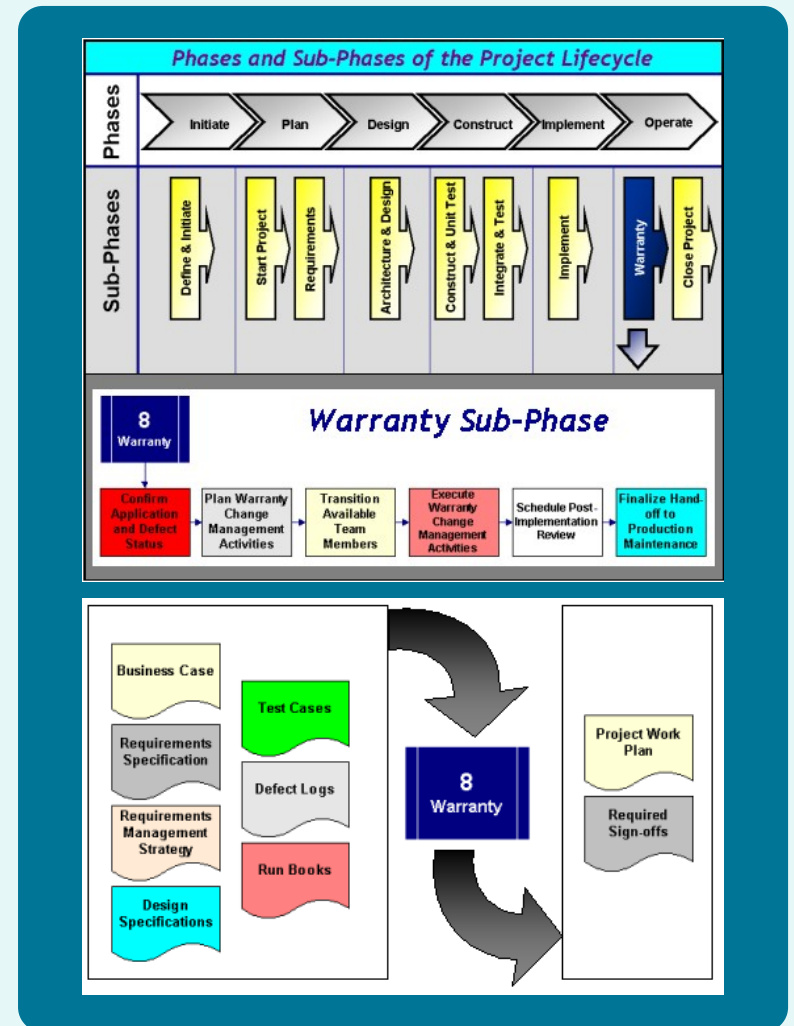 Phases and Sub-Phases of the Project Lifecycle
Phases
Initiate
Plan
Design
Construct
Implement
Operate
Sub-Phases
Define & Initiate
Start Project
Requirements
Architecture & Design
Construct & Unit Test
Integrate & Test
Implement
Warranty
Close Project
8
Warranty
Warranty Sub-Phase
Confirm
Application
and Defect
Status
Plan Warranty
Change
Management
Activities
Transition
Available
Team
Members
Execute
Warranty
Change
Management
Activities
Schedule Post-
Implementation
Review
Finalize Hand-
off to
Production
Maintenance
Business Case
Requirements
Specification
Requirements
Management
Strategy
Design
Specifications
Test Cases
Defect Logs
Run Books
8
Warranty
Project Work
Plan
Required
Sign-offs